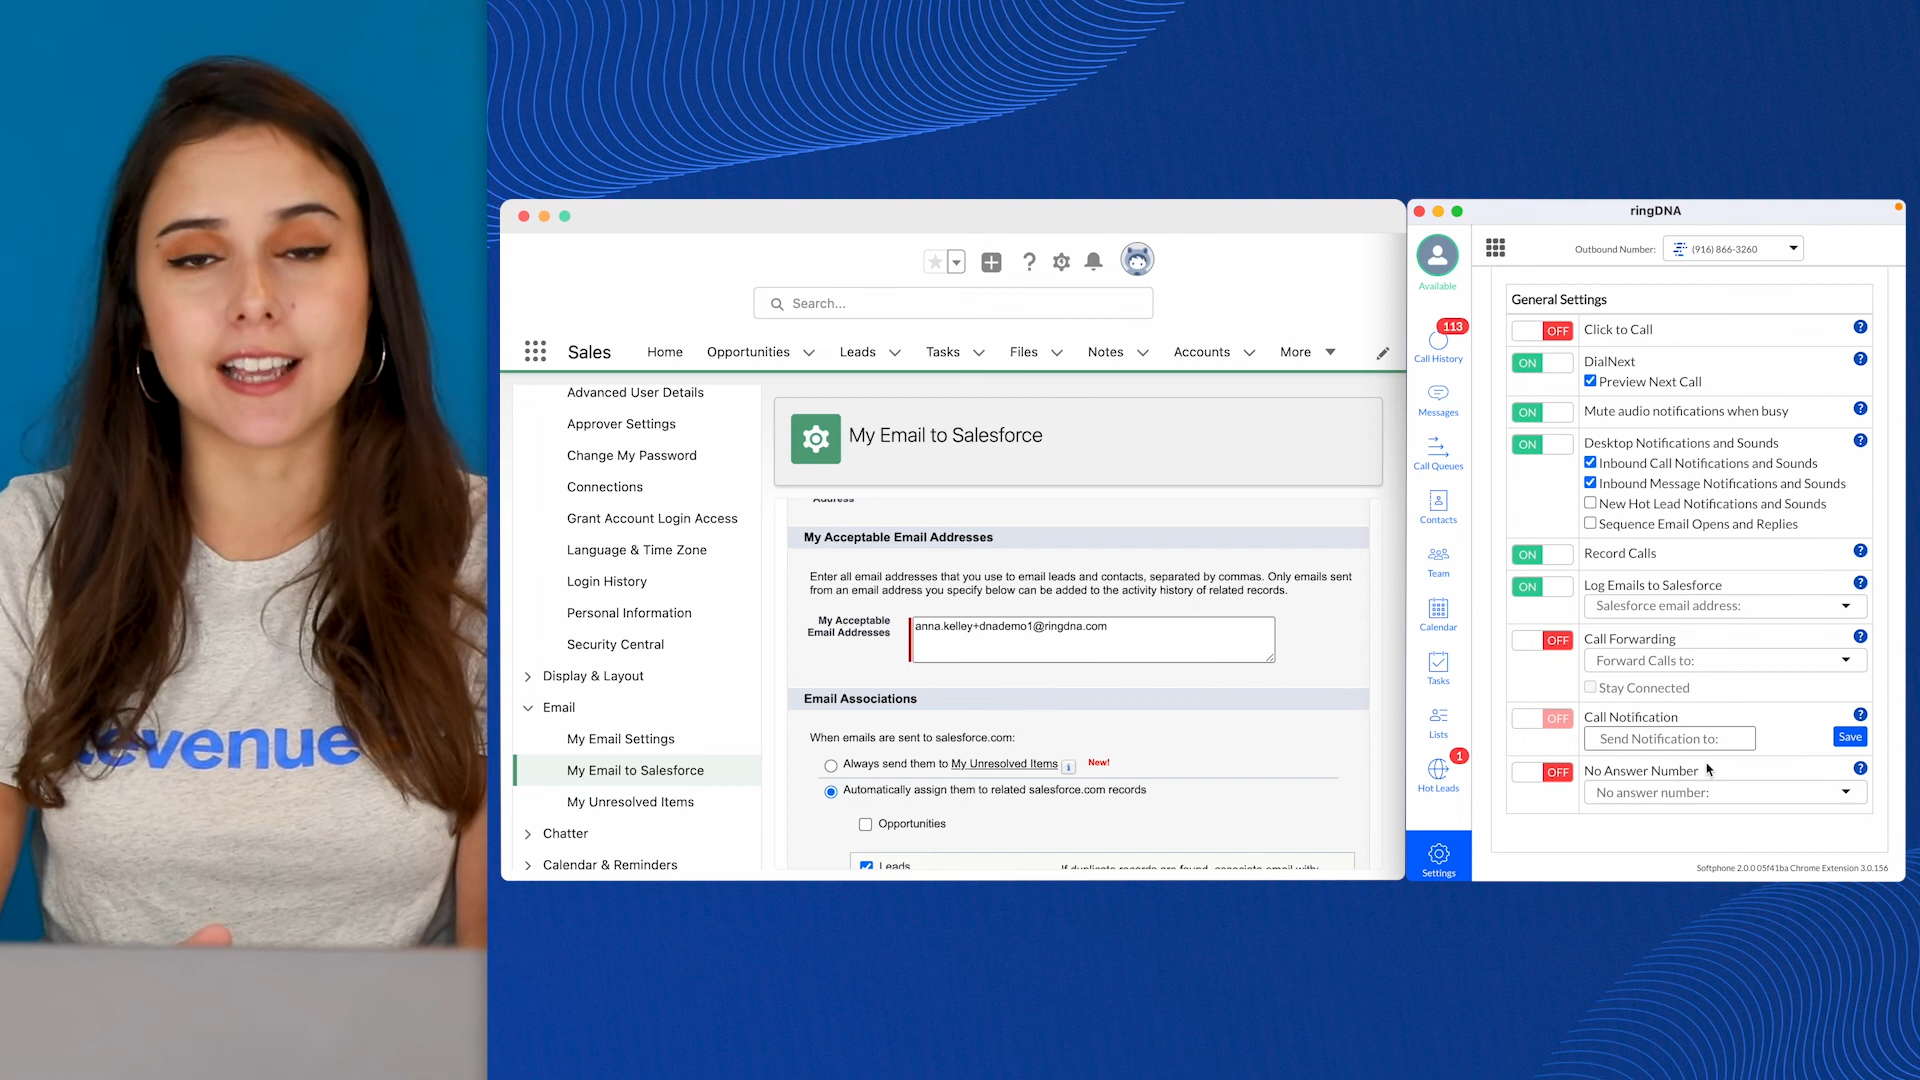 evenue
Search...
Sales
Home
Opportunities
Leads
Tasks
Files
Notes
Accounts
More
Advanced User Details
Approver Settings
Change My Password
Connections
Grant Account Login Access
Language & Time Zone
Login History
Personal Information
Security Central
Display & Layout
Email
My Email Settings
My Email to Salesforce
My Unresolved Items
Chatter
Calendar & Reminders
My Email to Salesforce
Address
My Acceptable Email Addresses
Enter all email addresses that you use to email leads and contacts, separated by commas. Only emails sent
from an email address you specify below can be added to the activity history of related records.
My Acceptable
Email Addresses
anna.kelley+dnademo1@ringdna.com
Email Associations
When emails are sent to salesforce.com:
Always send them to My Unresolved Items i New!
Automatically assign them to related salesforce.com records
Opportunities
Leads
If duplicate records are found, associate email with:
ringDNA
Available
113
Call History
Messages
Call Queues
Contacts
Team
Calendar
Tasks
Lists
1
Hot Leads
Settings
Outbound Number:
(916) 866-3260
General Settings
OFF
Click to Call
?
ON
DialNext
?
Preview Next Call
ON
Mute audio notifications when busy
?
ON
Desktop Notifications and Sounds
?
Inbound Call Notifications and Sounds
Inbound Message Notifications and Sounds
New Hot Lead Notifications and Sounds
Sequence Email Opens and Replies
ON
Record Calls
?
ON
Log Emails to Salesforce
?
Salesforce email address:
OFF
Call Forwarding
?
Forward Calls to:
Stay Connected
OFF
Call Notification
?
Send Notification to:
Save
OFF
No Answer Number
?
No answer number:
Softphone 2.0.0 05f41ba Chrome Extension 3.0.156